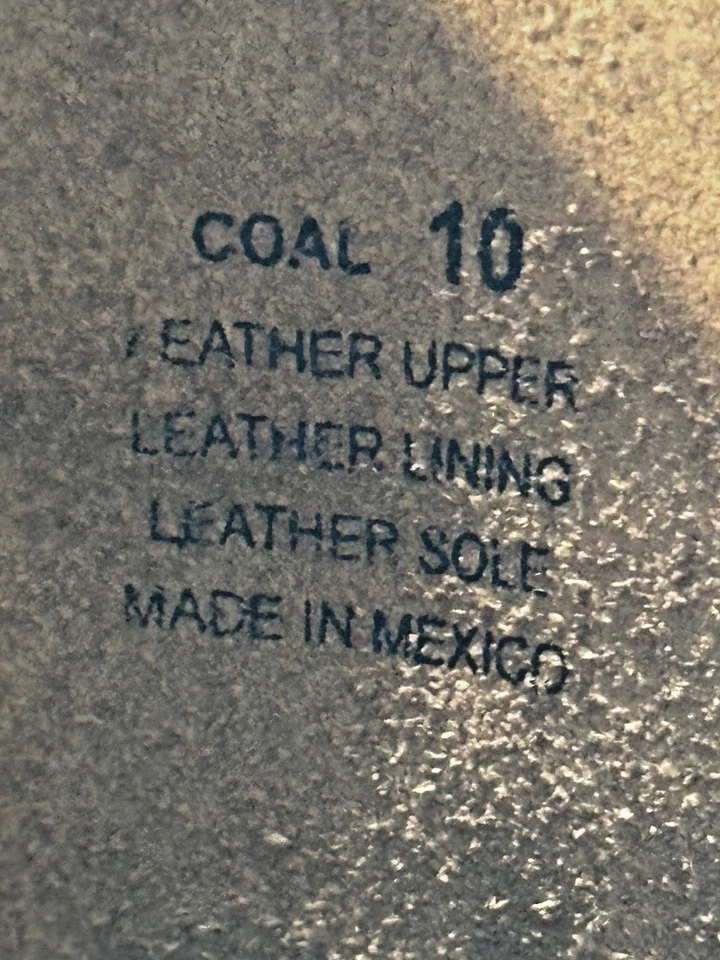 COAL 10
LEATHER UPPER
LEATHER LINING
LEATHER SOLE
MADE IN MEXICO